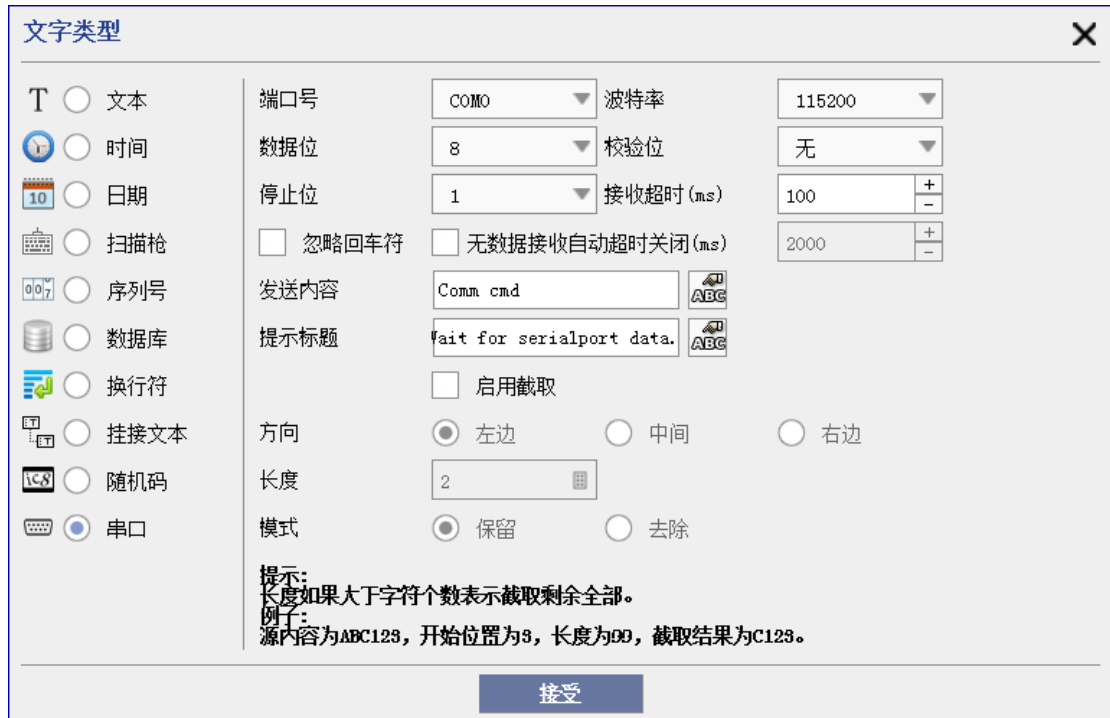 文字类型
T 文本 端口号 COM0 波特率 115200
时间 数据位 8 校验位 无
10 日期 停止位 1 接收超时(ms) 100 + -
扫描枪 忽略回车符 无数据接收自动超时关闭(ms) 2000 + -
007 序列号 发送内容 Comm cmd ABC
数据库 提示标题 Wait for serialport data. ABC
换行符 启用截取
T T 挂接文本 方向 左边 中间 右边
ic8 随机码 长度 2
串口 模式 保留 去除
提示:
长度如果大于字符个数表示截取剩余全部。
例子:
源内容为ABC123，开始位置为3，长度为99，截取结果为C123。
接受